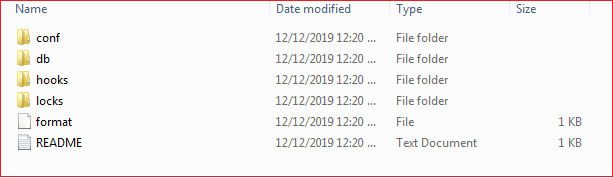 Name Date modified Type Size
conf 12/12/2019 12:20 ... File folder
db 12/12/2019 12:20 ... File folder
hooks 12/12/2019 12:20 ... File folder
locks 12/12/2019 12:20 ... File folder
format 12/12/2019 12:20 ... File 1 KB
README 12/12/2019 12:20 ... Text Document 1 KB